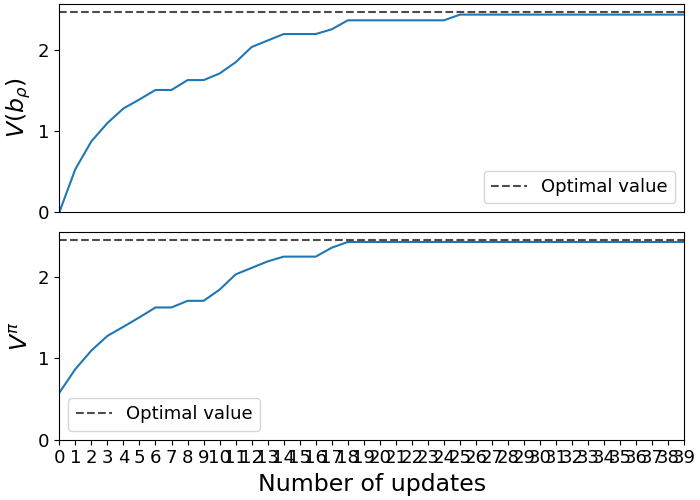 2
V(b_ρ)
1
Optimal value
0
2
V^π
1
Optimal value
0
0 1 2 3 4 5 6 7 8 9 10 11 12 13 14 15 16 17 18 19 20 21 22 23 24 25 26 27 28 29 30 31 32 33 34 35 36 37 38 39
Number of updates